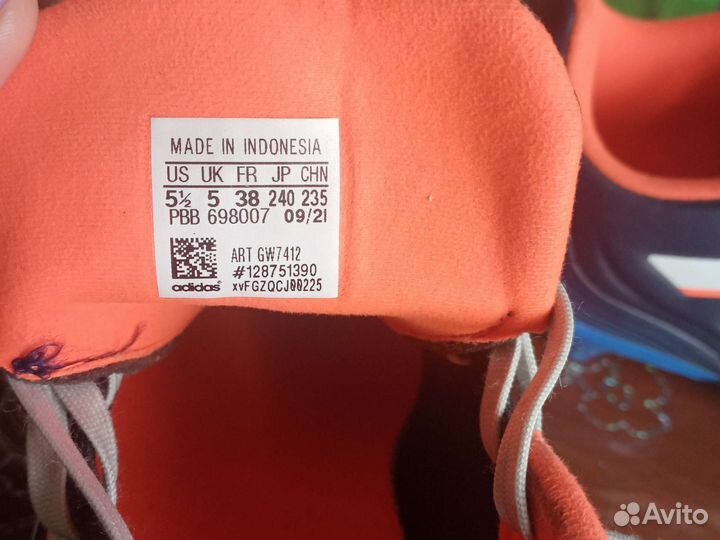 MADE IN INDONESIA
US UK FR JP CHN
5½ 5 38 240 235
PBB 698007 09/21
ART GW7412
#128751390
adidas xvFGZQCJ00225
Avito